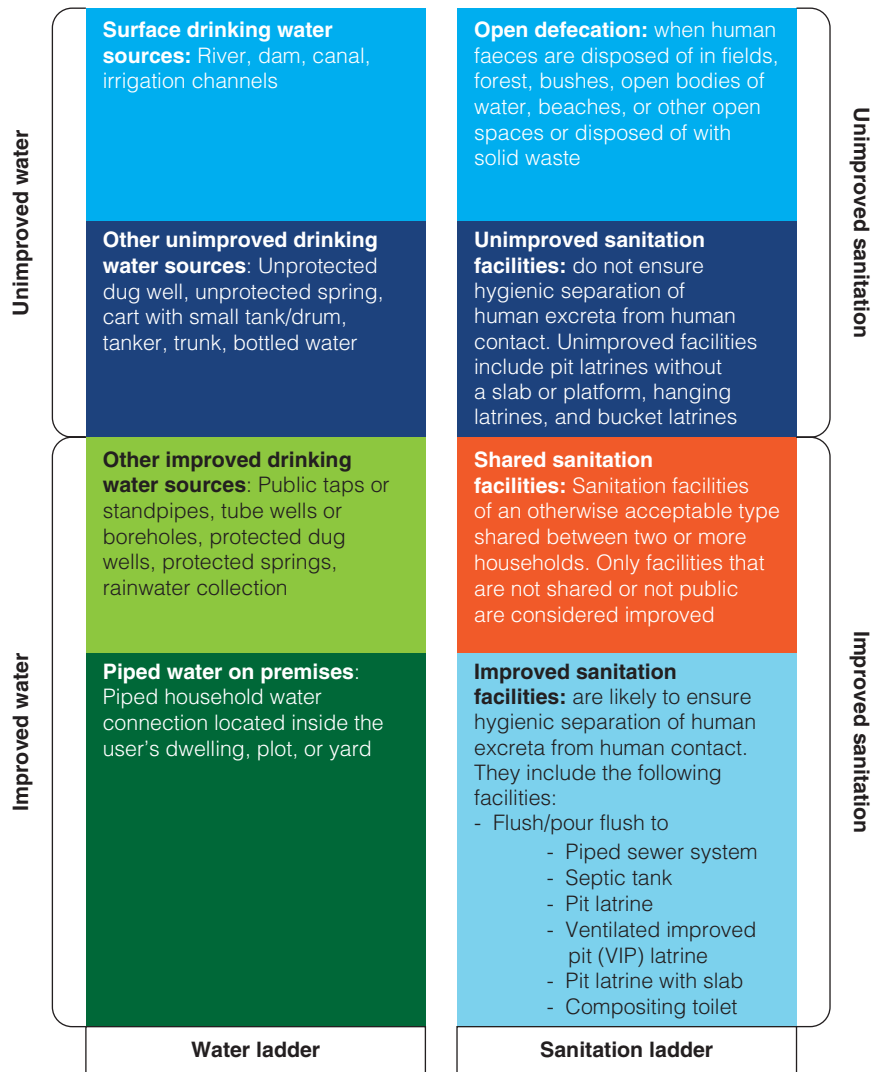 Unimproved water
Surface drinking water
sources: River, dam, canal,
irrigation channels
Other unimproved drinking
water sources: Unprotected
dug well, unprotected spring,
cart with small tank/drum,
tanker, trunk, bottled water
Improved water
Other improved drinking
water sources: Public taps or
standpipes, tube wells or
boreholes, protected dug
wells, protected springs,
rainwater collection
Piped water on premises:
Piped household water
connection located inside the
user's dwelling, plot, or yard
Water ladder
Open defecation: when human
faeces are disposed of in fields,
forest, bushes, open bodies of
water, beaches, or other open
spaces or disposed of with
solid waste
Unimproved sanitation
facilities: do not ensure
hygienic separation of
human excreta from human
contact. Unimproved facilities
include pit latrines without
a slab or platform, hanging
latrines, and bucket latrines
Unimproved sanitation
Shared sanitation
facilities: Sanitation facilities
of an otherwise acceptable type
shared between two or more
households. Only facilities that
are not shared or not public
are considered improved
Improved sanitation
facilities: are likely to ensure
hygienic separation of human
excreta from human contact.
They include the following
facilities:
- Flush/pour flush to
- Piped sewer system
- Septic tank
- Pit latrine
- Ventilated improved
pit (VIP) latrine
- Pit latrine with slab
- Compositing toilet
Improved sanitation
Sanitation ladder